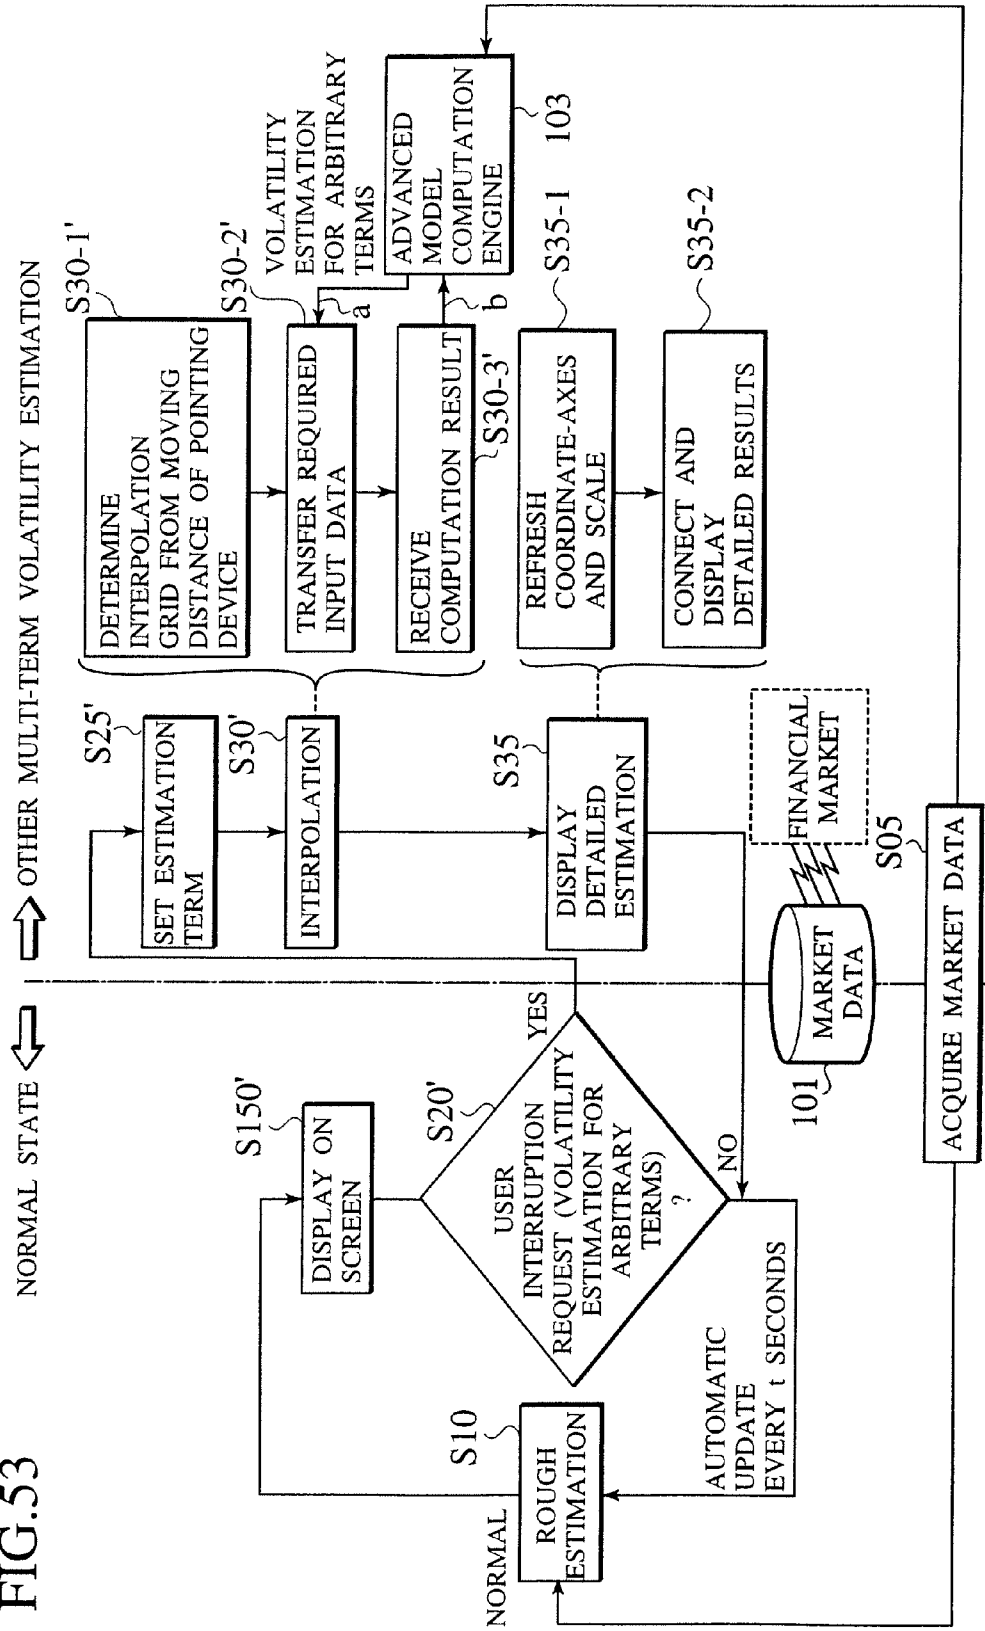 FIG.53
NORMAL STATE
OTHER MULTI-TERM VOLATILITY ESTIMATION
S150'
DISPLAY ON
SCREEN
S20'
USER
INTERRUPTION
REQUEST (VOLATILITY
ESTIMATION FOR
ARBITRARY
TERMS)
?
YES
NO
NORMAL
S10
ROUGH
ESTIMATION
AUTOMATIC
UPDATE
EVERY t SECONDS
S25'
SET ESTIMATION
TERM
S30'
INTERPOLATION
S35
DISPLAY
DETAILED
ESTIMATION
S30-1'
DETERMINE
INTERPOLATION
GRID FROM MOVING
DISTANCE OF POINTING
DEVICE
S30-2'
TRANSFER REQUIRED
INPUT DATA
RECEIVE
COMPUTATION RESULT
S30-3'
VOLATILITY
ESTIMATION
FOR ARBITRARY
TERMS
a
b
ADVANCED
MODEL
COMPUTATION
ENGINE
103
S35-1
REFRESH
COORDINATE-AXES
AND SCALE
S35-2
CONNECT AND
DISPLAY
DETAILED RESULTS
FINANCIAL
MARKET
MARKET
DATA
101
S05
ACQUIRE MARKET DATA